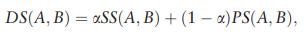 DS(A, B) = αSS(A, B) + (1 − α)PS(A, B),